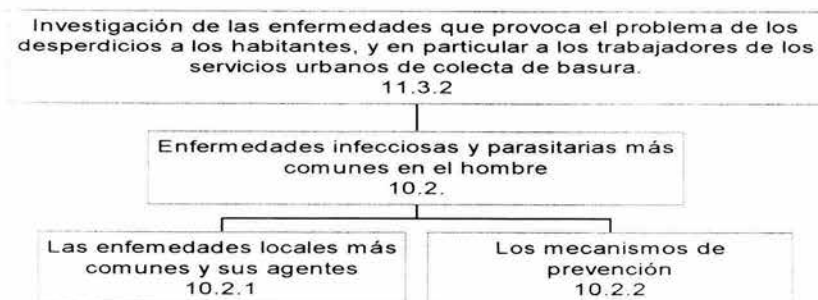 Investigación de las enfermedades que provoca el problema de los
desperdicios a los habitantes, y en particular a los trabajadores de los
servicios urbanos de colecta de basura.
11.3.2
Enfermedades infecciosas y parasitarias más
comunes en el hombre
10.2.
Las enfemedades locales más
comunes y sus agentes
10.2.1
Los mecanismos de
prevención
10.2.2